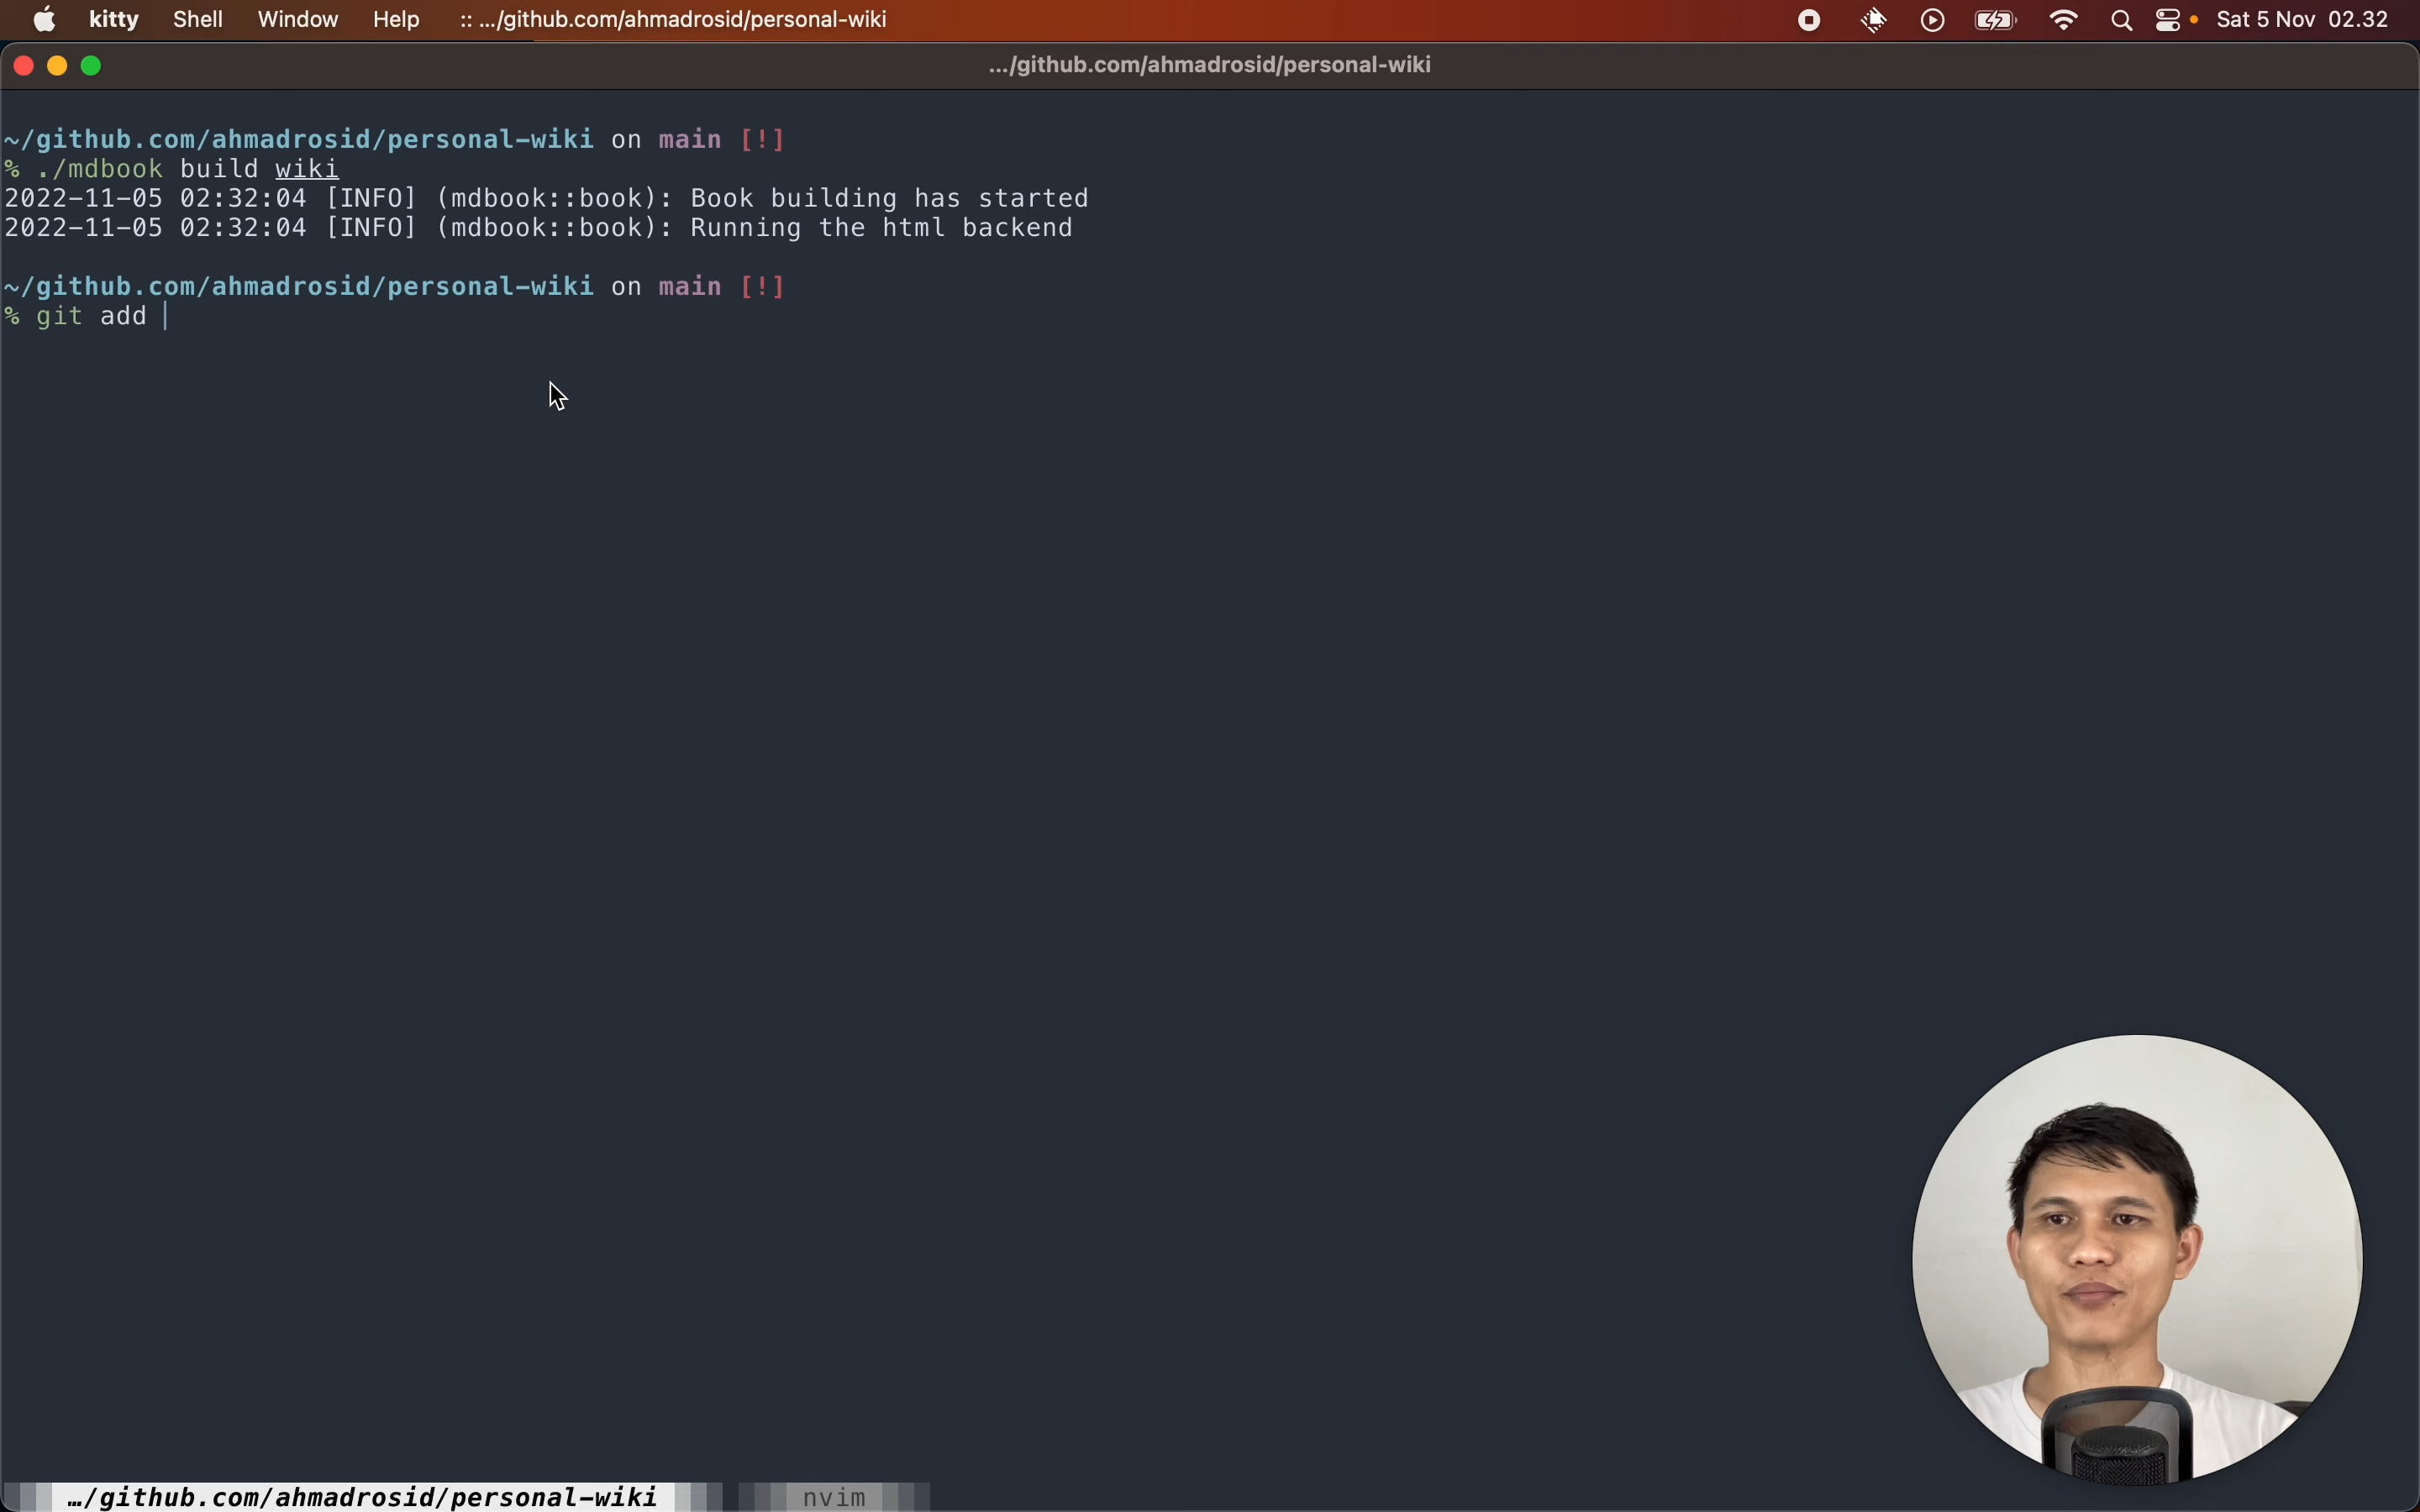 kitty Shell Window Help :: .../github.com/ahmadrosid/personal-wiki Sat 5 Nov 02.32
.../github.com/ahmadrosid/personal-wiki
~/github.com/ahmadrosid/personal-wiki on main [!]
% ./mdbook build wiki
2022-11-05 02:32:04 [INFO] (mdbook::book): Book building has started
2022-11-05 02:32:04 [INFO] (mdbook::book): Running the html backend
~/github.com/ahmadrosid/personal-wiki on main [!]
% git add
…/github.com/ahmadrosid/personal-wiki nvim